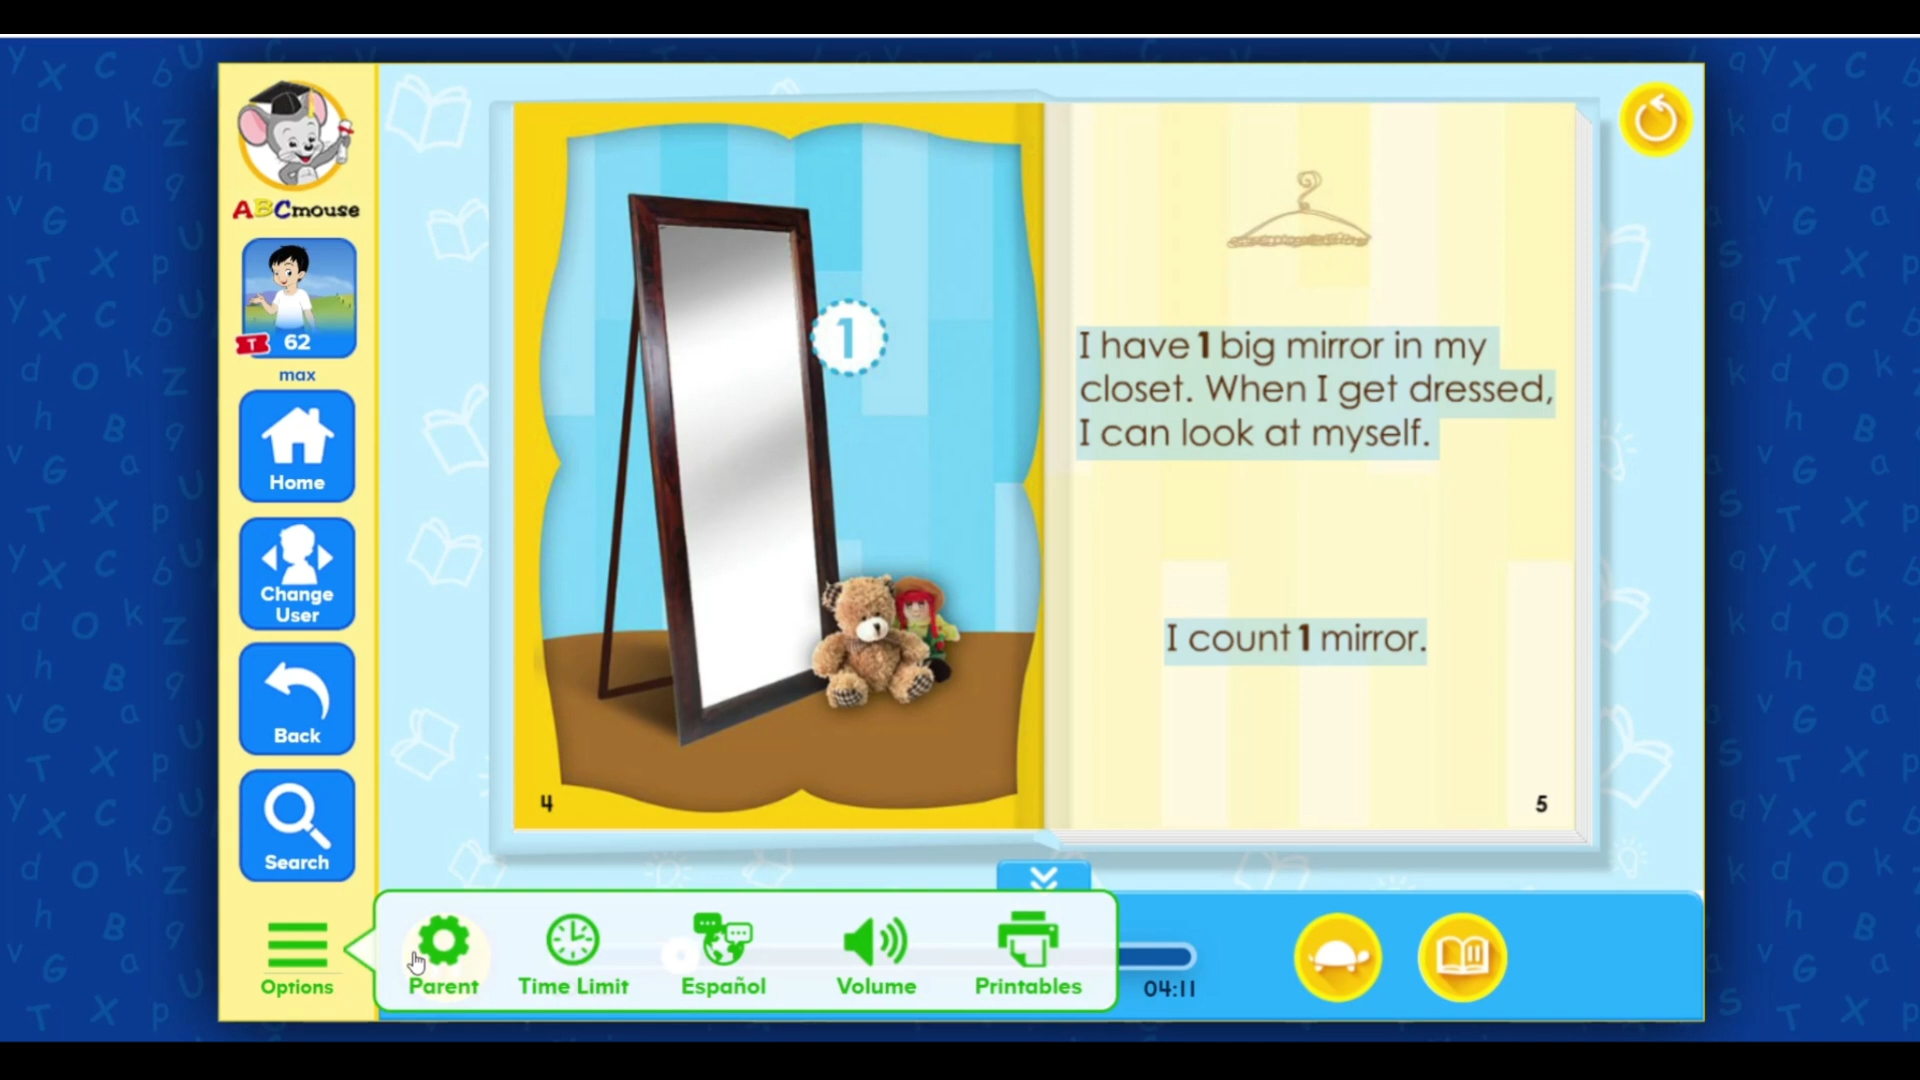 ABCmouse
T 62
max
Home
Change
User
Back
Search
Options
1
4
I have 1 big mirror in my
closet. When I get dressed,
I can look at myself.
I count 1 mirror.
5
Parent
Time Limit
Español
Volume
Printables
04:11